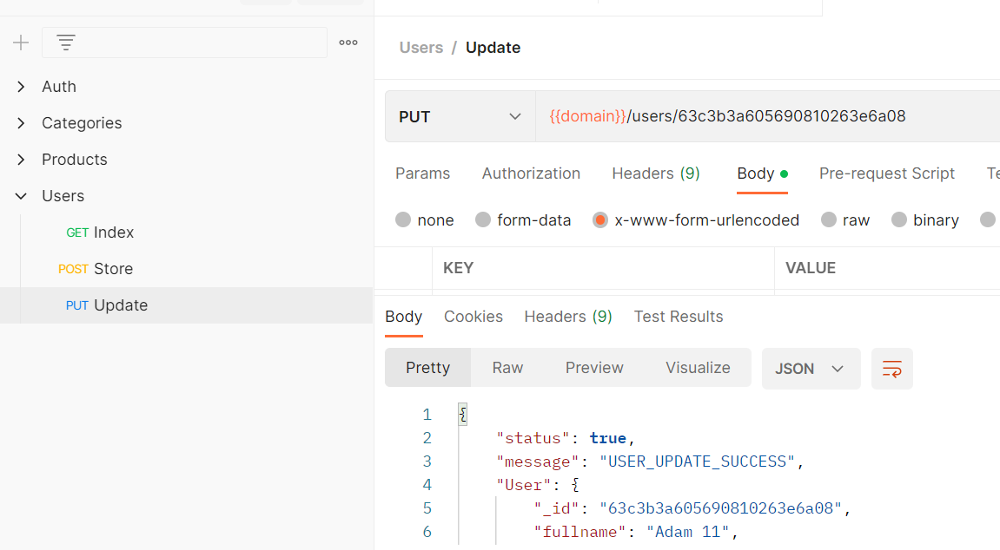 Users / Update
Auth
Categories
Products
Users
GET Index
POST Store
PUT Update
PUT {{domain}}/users/63c3b3a605690810263e6a08
Params Authorization Headers (9) Body Pre-request Script Te
none form-data x-www-form-urlencoded raw binary
KEY VALUE
Body Cookies Headers (9) Test Results
Pretty Raw Preview Visualize JSON
1 {
2 "status": true,
3 "message": "USER_UPDATE_SUCCESS",
4 "User": {
5 "_id": "63c3b3a605690810263e6a08",
6 "fullname": "Adam 11",